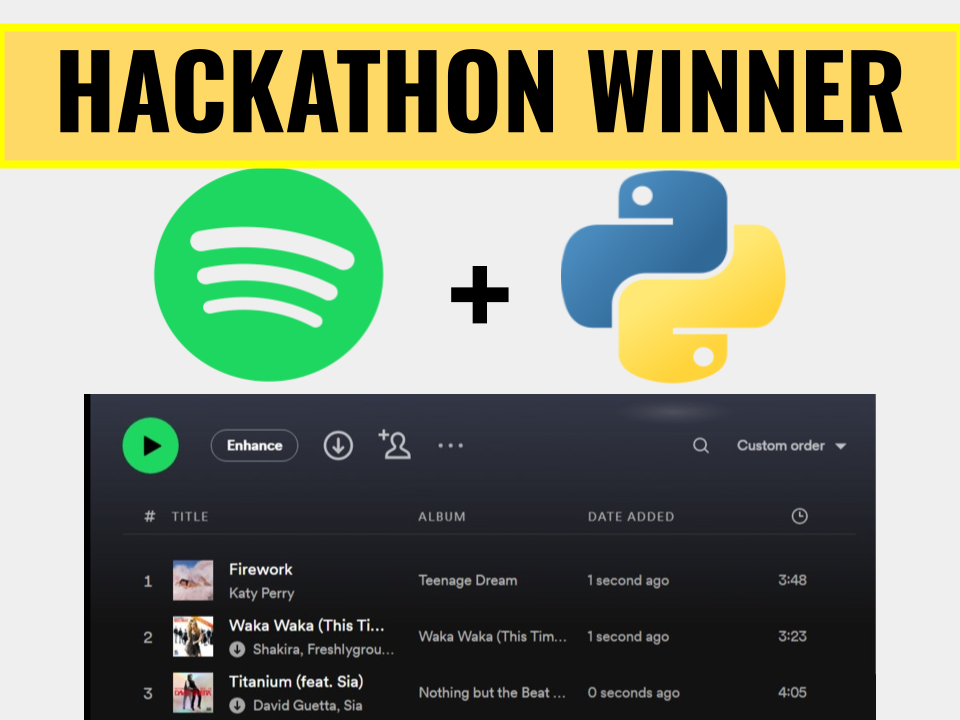 HACKATHON WINNER
+
Enhance
Custom order
# TITLE ALBUM DATE ADDED
1 Firework Teenage Dream 1 second ago 3:48
Katy Perry
2 Waka Waka (This Ti... Waka Waka (This Tim... 1 second ago 3:23
Shakira, Freshlygrou...
3 Titanium (feat. Sia) Nothing but the Beat ... 0 seconds ago 4:05
David Guetta, Sia